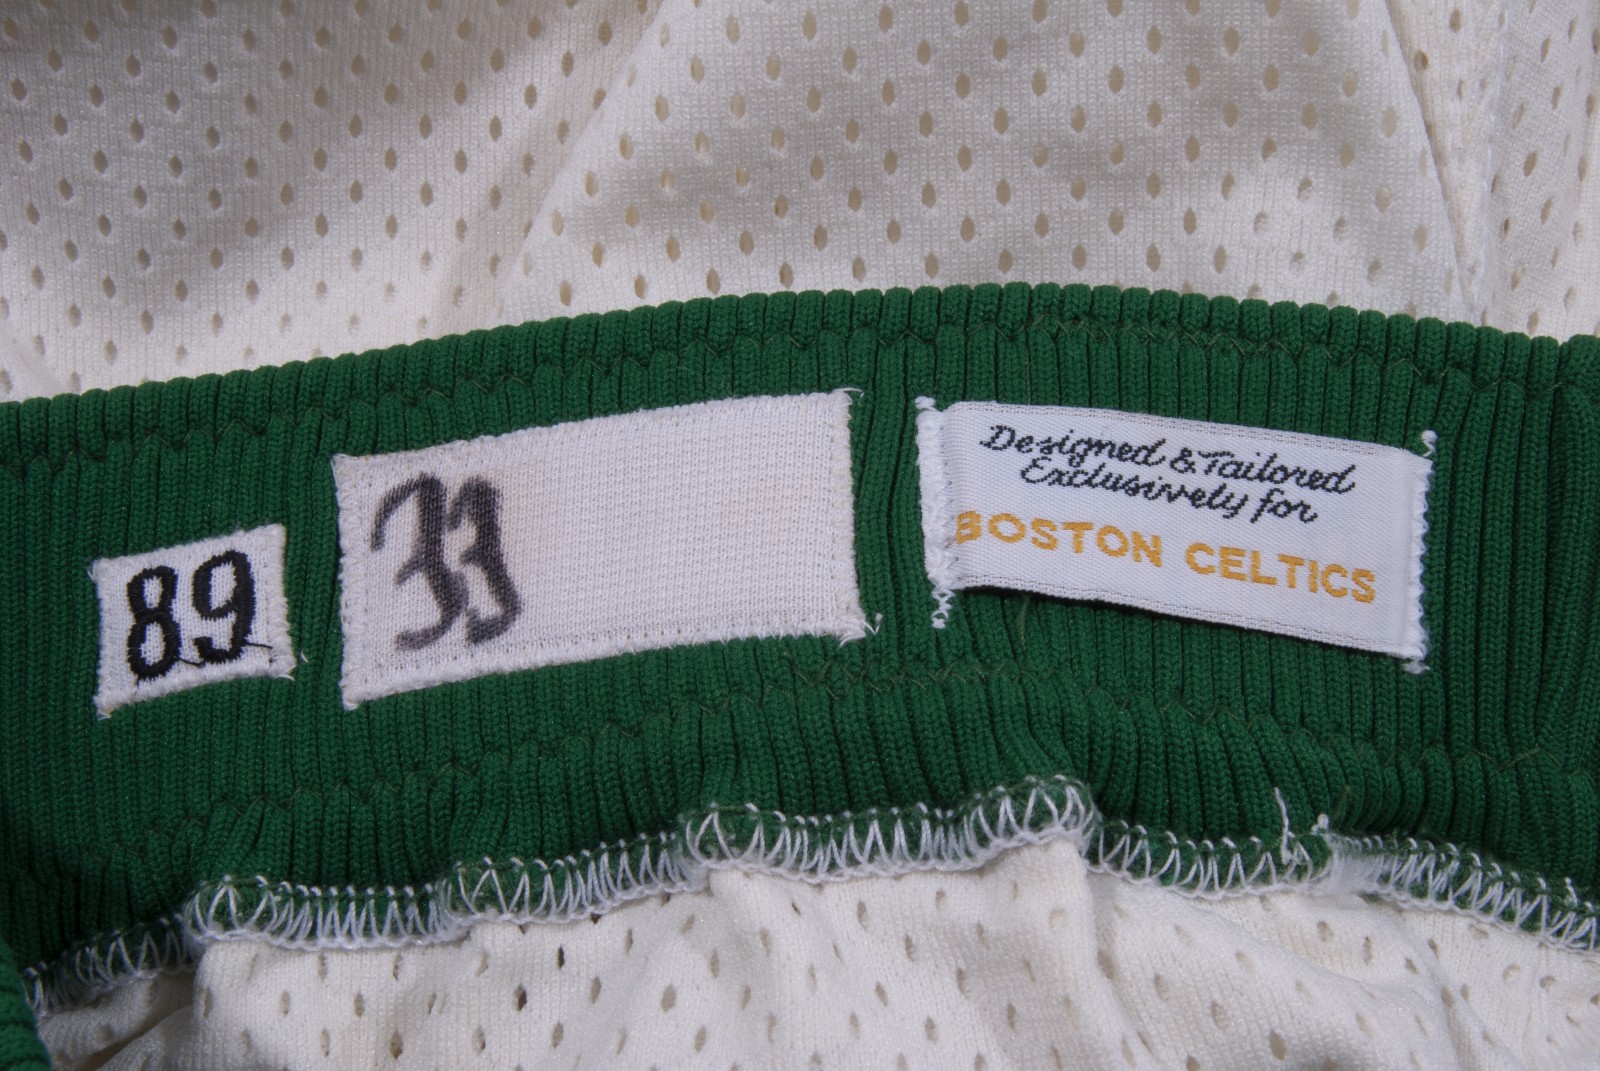 89
33
Designed & Tailored
Exclusively for
BOSTON CELTICS